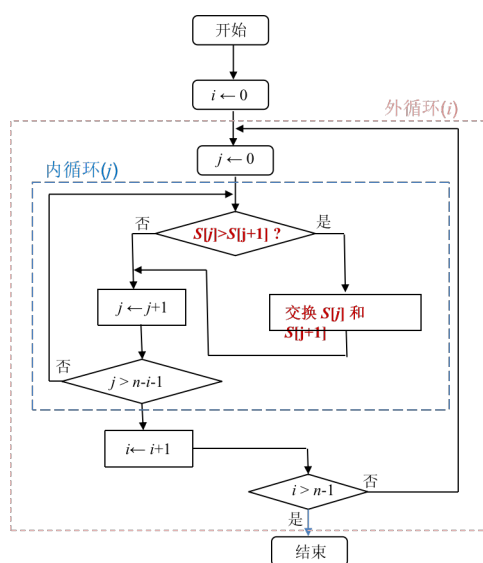 开始
i ← 0
外循环(i)
j ← 0
内循环(j)
否
S[j]>S[j+1] ?
是
j ← j+1
交换 S[j] 和
S[j+1]
否
j > n-i-1
i← i+1
i > n-1
否
是
结束